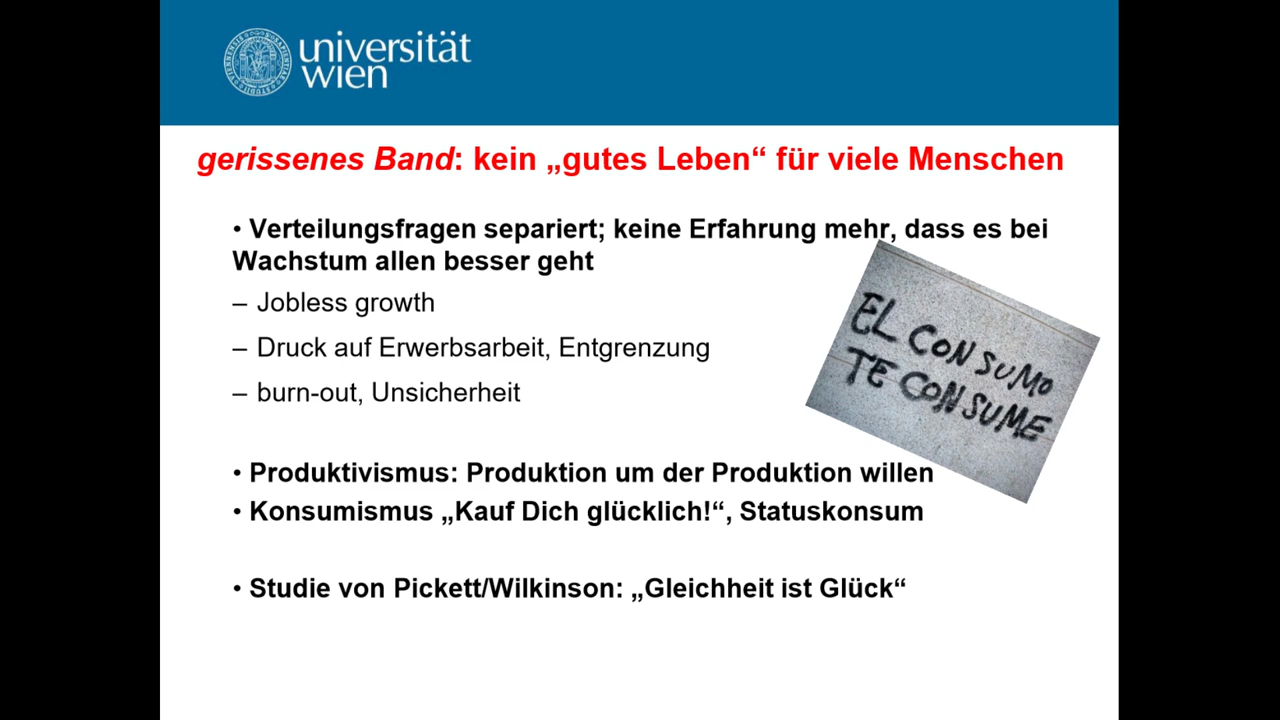 universität
wien
gerissenes Band: kein „gutes Leben“ für viele Menschen
• Verteilungsfragen separiert; keine Erfahrung mehr, dass es bei
Wachstum allen besser geht
– Jobless growth
– Druck auf Erwerbsarbeit, Entgrenzung
– burn-out, Unsicherheit
EL CONSUMO
TE CONSUME
• Produktivismus: Produktion um der Produktion willen
• Konsumismus „Kauf Dich glücklich!“, Statuskonsum
• Studie von Pickett/Wilkinson: „Gleichheit ist Glück“